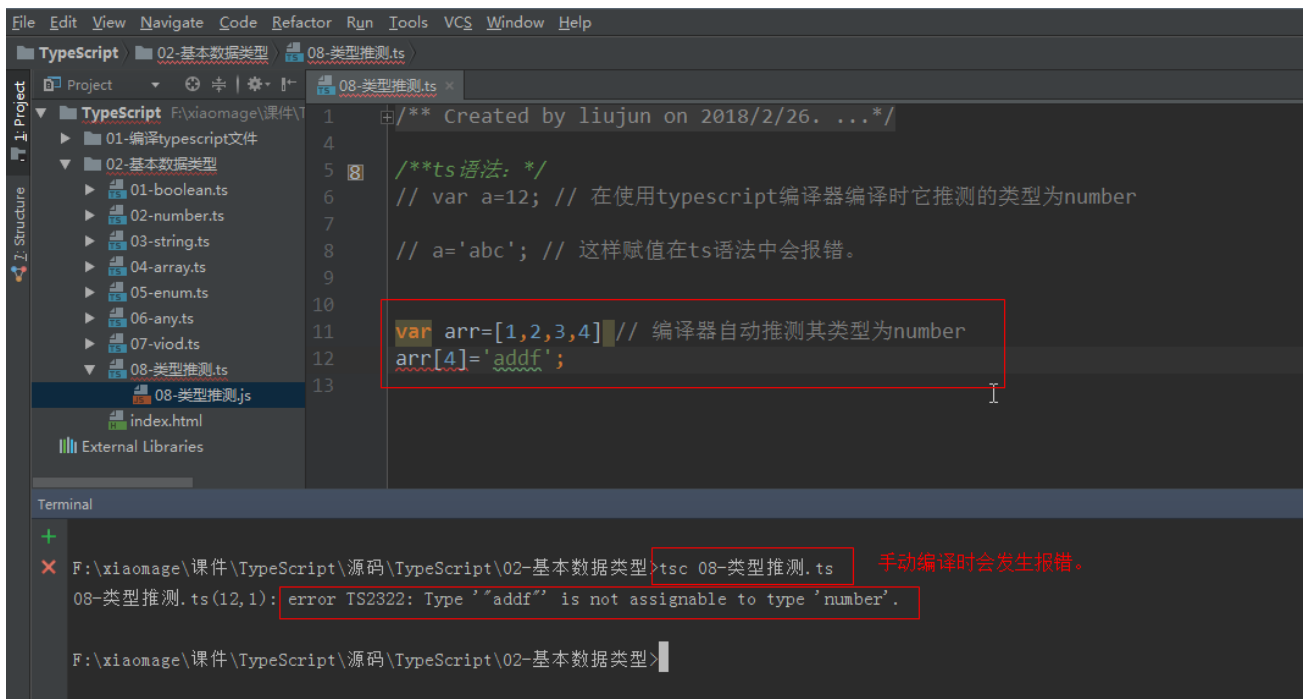 File Edit View Navigate Code Refactor Run Tools VCS Window Help
TypeScript 02-基本数据类型 08-类型推测.ts
1: Project
7: Structure
Project
08-类型推测.ts
TypeScript F:\xiaomage\课件\T
01-编译typescript文件
02-基本数据类型
01-boolean.ts
02-number.ts
03-string.ts
04-array.ts
05-enum.ts
06-any.ts
07-viod.ts
08-类型推测.ts
08-类型推测.js
index.html
External Libraries
1 /** Created by liujun on 2018/2/26. ...*/
4
5 /**ts语法：*/
6 // var a=12; // 在使用typescript编译器编译时它推测的类型为number
7
8 // a='abc'; // 这样赋值在ts语法中会报错。
9
10
11 var arr=[1,2,3,4] // 编译器自动推测其类型为number
12 arr[4]='addf';
13
Terminal
F:\xiaomage\课件\TypeScript\源码\TypeScript\02-基本数据类型>tsc 08-类型推测.ts 手动编译时会发生报错。
08-类型推测.ts(12,1): error TS2322: Type '"addf"' is not assignable to type 'number'.
F:\xiaomage\课件\TypeScript\源码\TypeScript\02-基本数据类型>